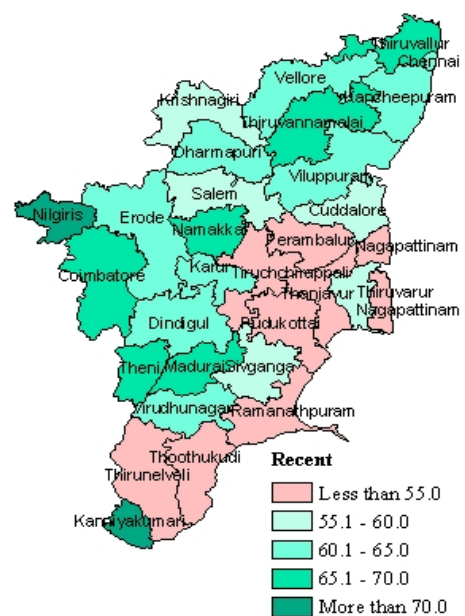 Thiruvallur
Chennai
Vellore
Kanzheepuram
Krishnagiri
Thiruvannamalai
Dharmapuri
Viluppuram
Salem
Cuddalore
Nilgiris
Erode
Namakkal
Perambalur
Nagapattinam
Coimbatore
Karur
Tiruchchirappali
Thanjavur
Thiruvarur
Nagapattinam
Dindigul
Pudukottai
Theni
Madurai
Sivganga
Virudhunagar
Ramanathpuram
Thoothukudi
Thirunelveli
Kanniyakumari
Recent
Less than 55.0
55.1 - 60.0
60.1 - 65.0
65.1 - 70.0
More than 70.0